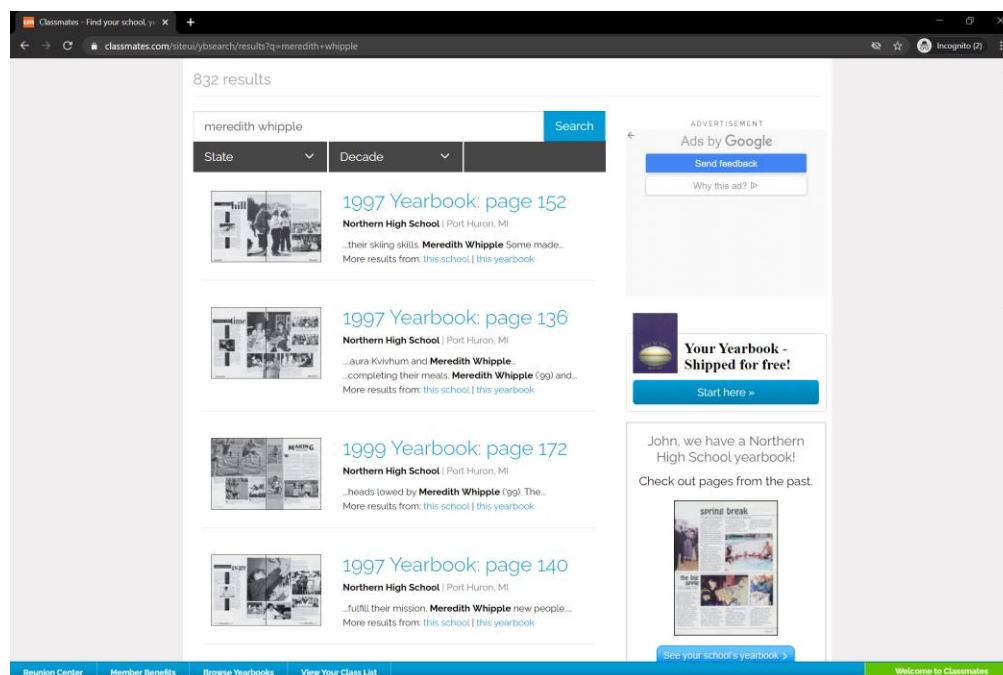 Classmates - Find your school, y
classmates.com/siteui/ybsearch/results?q=meredith+whipple
Incognito (2)
832 results
meredith whipple
Search
State
Decade
1997 Yearbook: page 152
Northern High School | Port Huron, MI
...their skiing skills. Meredith Whipple Some made...
More results from: this school | this yearbook
hill
1997 Yearbook: page 136
Northern High School | Port Huron, MI
...aura Kvivhum and Meredith Whipple...
...completing their meals. Meredith Whipple ('99) and...
More results from: this school | this yearbook
time
1999 Yearbook: page 172
Northern High School | Port Huron, MI
...heads lowed by Meredith Whipple ('99). The...
More results from: this school | this yearbook
MAKING
1997 Yearbook: page 140
Northern High School | Port Huron, MI
...fulfill their mission. Meredith Whipple new people....
More results from: this school | this yearbook
away
ADVERTISEMENT
Ads by Google
Send feedback
Why this ad?
Your Yearbook -
Shipped for free!
Start here »
John, we have a Northern
High School yearbook!
Check out pages from the past.
spring break
the big
See your school's yearbook >
Reunion Center
Member Benefits
Browse Yearbooks
View Your Class List
Welcome to Classmates